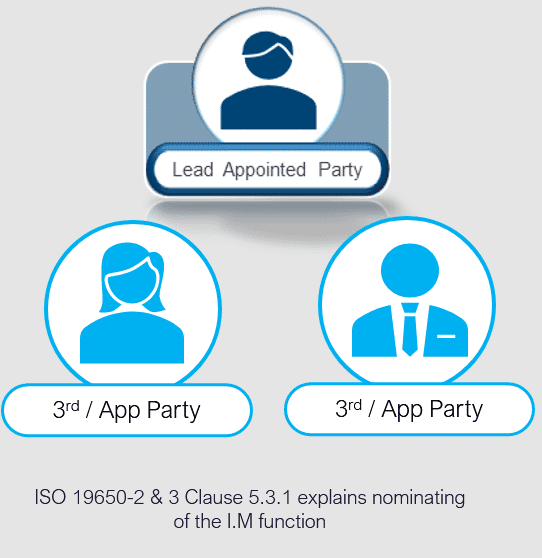 Lead Appointed Party
3rd / App Party
3rd / App Party
ISO 19650-2 & 3 Clause 5.3.1 explains nominating
of the I.M function